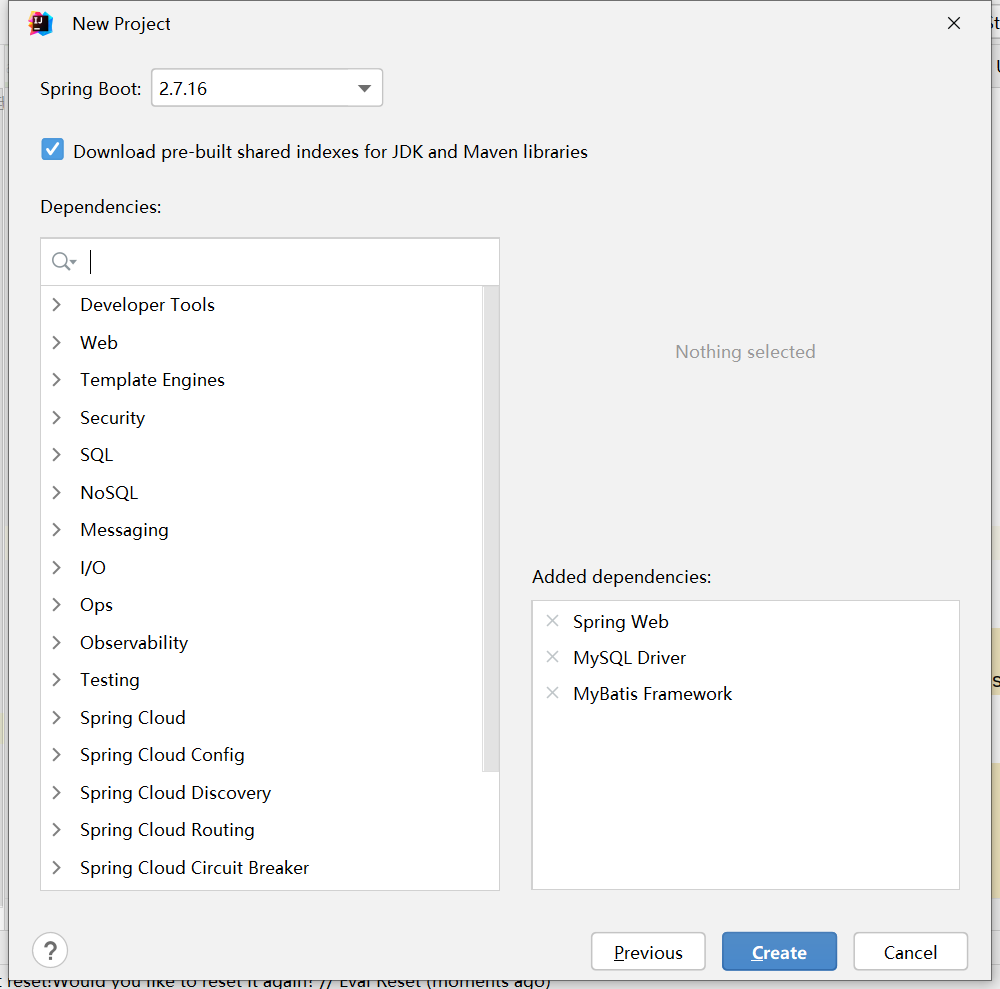 New Project
Spring Boot:
2.7.16
Download pre-built shared indexes for JDK and Maven libraries
Dependencies:
Developer Tools
Web
Template Engines
Security
SQL
NoSQL
Messaging
I/O
Ops
Observability
Testing
Spring Cloud
Spring Cloud Config
Spring Cloud Discovery
Spring Cloud Routing
Spring Cloud Circuit Breaker
Nothing selected
Added dependencies:
Spring Web
MySQL Driver
MyBatis Framework
?
Previous
Create
Cancel
reset!Would you like to reset it again? // Eval Reset (moments ago)